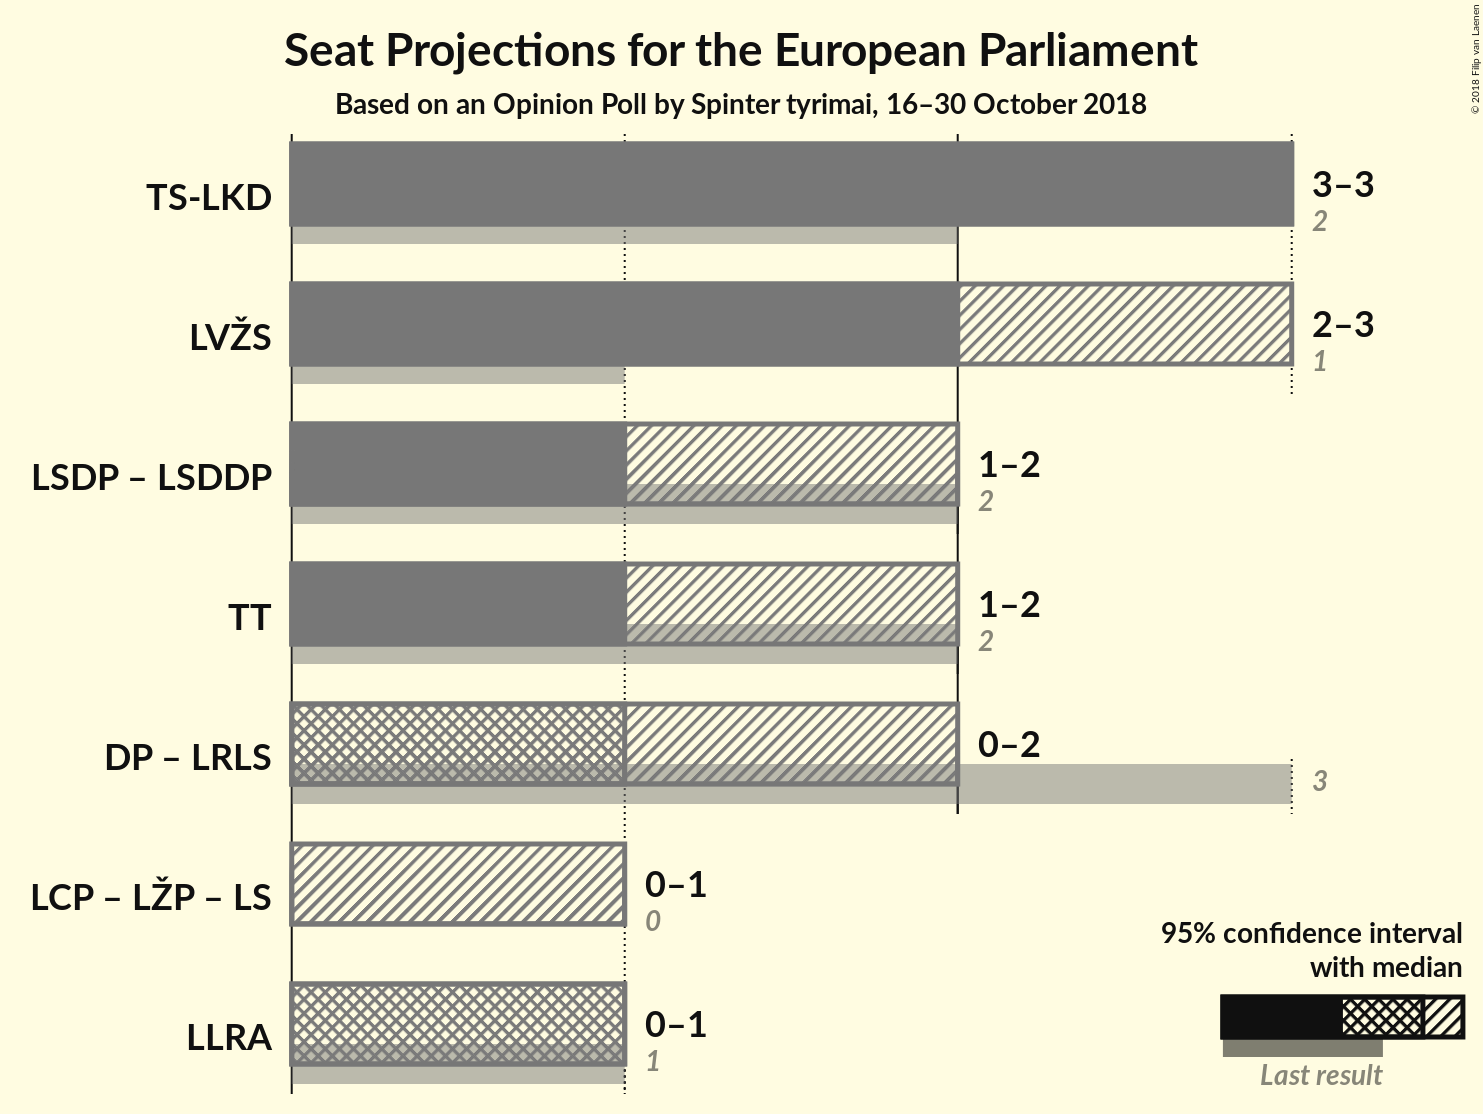 Seat Projections for the European Parliament
Based on an Opinion Poll by Spinter tyrimai, 16–30 October 2018
© 2018 Filip van Laenen
TS-LKD
3–3
2
LVŽS
2–3
1
LSDP – LSDDP
1–2
2
TT
1–2
2
DP – LRLS
0–2
3
LCP – LŽP – LS
0–1
0
LLRA
0–1
1
95% confidence interval
with median
Last result